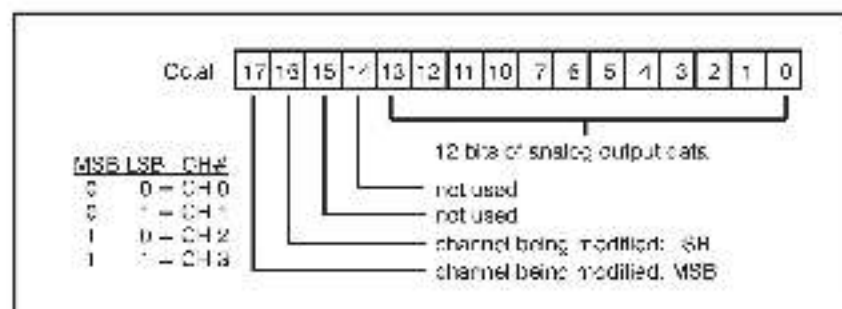 Octal 17 16 15 14 13 12 11 10 7 6 5 4 3 2 1 0
12 bits of analog output data.
MSB LSB CH#
0 0 – CH 0
0 1 – CH 1
1 0 – CH 2
1 1 – CH 3
not used
not used
channel being modified: LSB
channel being modified: MSB